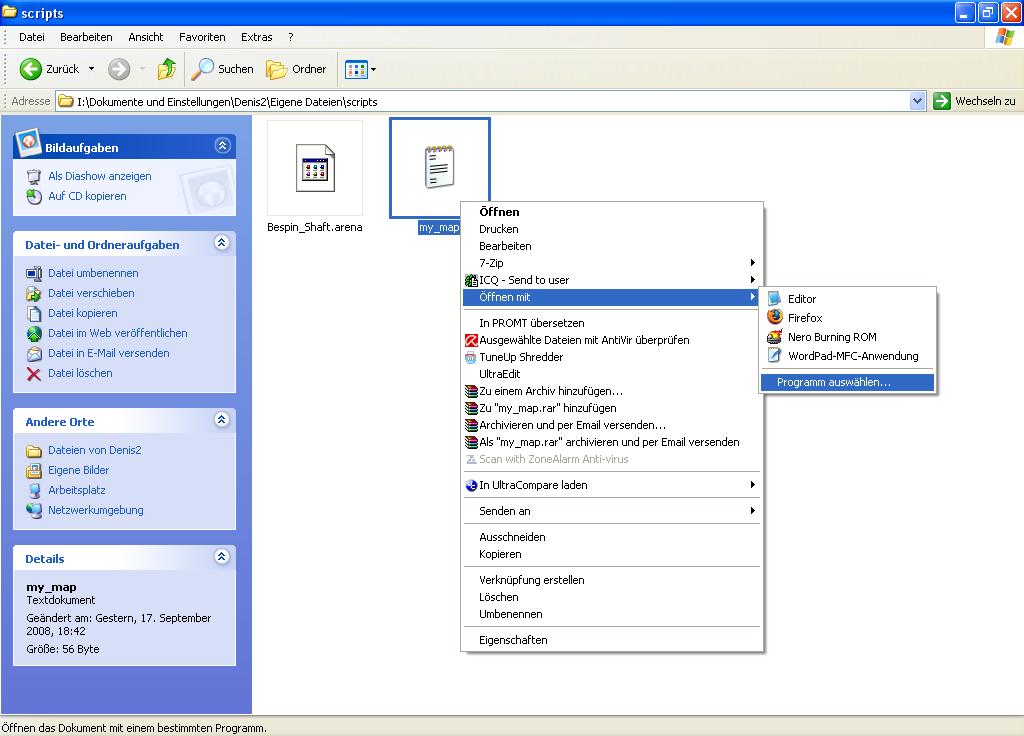 scripts
Datei Bearbeiten Ansicht Favoriten Extras ?
Zurück Suchen Ordner
Adresse I:\Dokumente und Einstellungen\Denis2\Eigene Dateien\scripts Wechseln zu
Bildaufgaben
Als Diashow anzeigen
Auf CD kopieren
Datei- und Ordneraufgaben
Datei umbenennen
Datei verschieben
Datei kopieren
Datei im Web veröffentlichen
Datei in E-Mail versenden
Datei löschen
Andere Orte
Dateien von Denis2
Eigene Bilder
Arbeitsplatz
Netzwerkumgebung
Details
my_map
Textdokument
Geändert am: Gestern, 17. September
2008, 18:42
Größe: 56 Byte
Bespin_Shaft.arena
my_map
Öffnen
Drucken
Bearbeiten
7-Zip
ICQ - Send to user
Öffnen mit
In PROMT übersetzen
Ausgewählte Dateien mit AntiVir überprüfen
TuneUp Shredder
UltraEdit
Zu einem Archiv hinzufügen...
Zu "my_map.rar" hinzufügen
Archivieren und per Email versenden...
Als "my_map.rar" archivieren und per Email versenden
Scan with ZoneAlarm Anti-virus
In UltraCompare laden
Senden an
Ausschneiden
Kopieren
Verknüpfung erstellen
Löschen
Umbenennen
Eigenschaften
Editor
Firefox
Nero Burning ROM
WordPad-MFC-Anwendung
Programm auswählen...
Öffnen das Dokument mit einem bestimmten Programm.